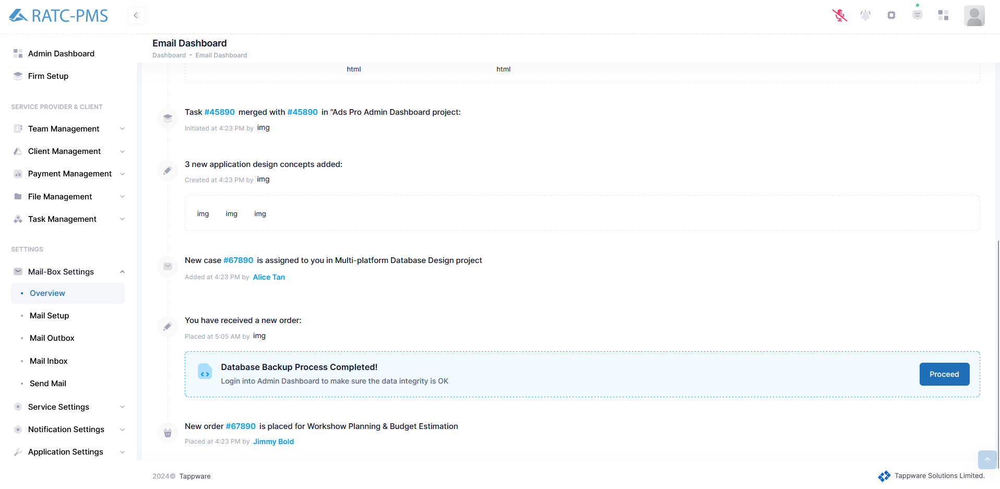 RATC-PMS
Admin Dashboard
Firm Setup
SERVICE PROVIDER & CLIENT
Team Management
Client Management
Payment Management
File Management
Task Management
SETTINGS
Mail-Box Settings
Overview
Mail Setup
Mail Outbox
Mail Inbox
Send Mail
Service Settings
Notification Settings
Application Settings
Email Dashboard
Dashboard - Email Dashboard
html html
Task #45890 merged with #45890 in “Ads Pro Admin Dashboard project:
Initiated at 4:23 PM by img
3 new application design concepts added:
Created at 4:23 PM by img
img img img
New case #67890 is assigned to you in Multi-platform Database Design project
Added at 4:23 PM by Alice Tan
You have received a new order:
Placed at 5:05 AM by img
Database Backup Process Completed!
Login into Admin Dashboard to make sure the data integrity is OK
Proceed
New order #67890 is placed for Workshow Planning & Budget Estimation
Placed at 4:23 PM by Jimmy Bold
2024© Tappware
Tappware Solutions Limited.